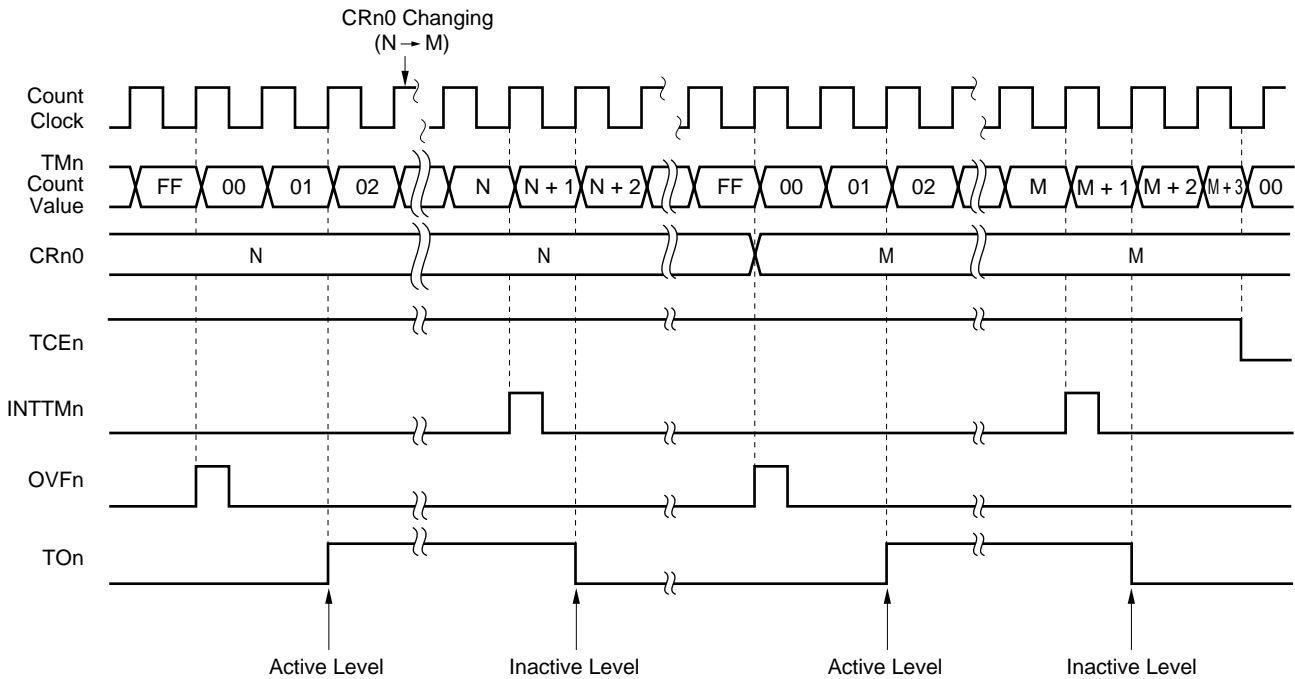 CRn0 Changing
(N → M)
Count
Clock
TMn
Count
Value
FF 00 01 02 N N + 1 N + 2 FF 00 01 02 M M + 1 M + 2 M + 3 00
CRn0
N N M M
TCEn
INTTMn
OVFn
TOn
Active Level Inactive Level Active Level Inactive Level